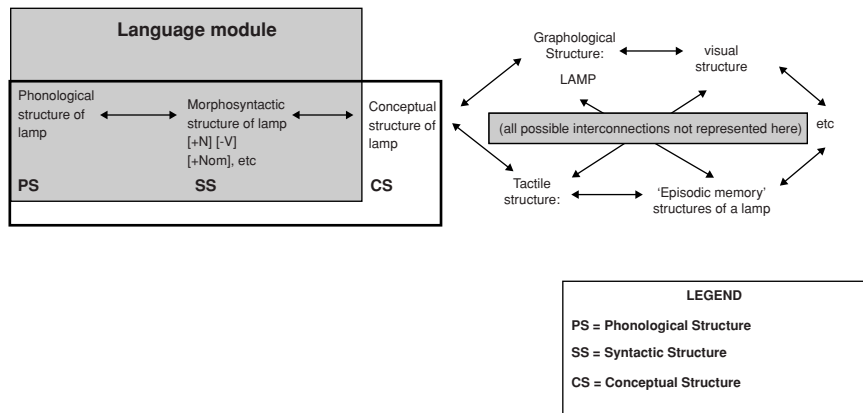 Language module
Phonological
structure of
lamp
Morphosyntactic
structure of lamp
[+N] [-V]
[+Nom], etc
Conceptual
structure of
lamp
PS
SS
CS
Graphological
Structure:
LAMP
visual
structure
(all possible interconnections not represented here)
etc
Tactile
structure:
‘Episodic memory’
structures of a lamp
LEGEND
PS = Phonological Structure
SS = Syntactic Structure
CS = Conceptual Structure